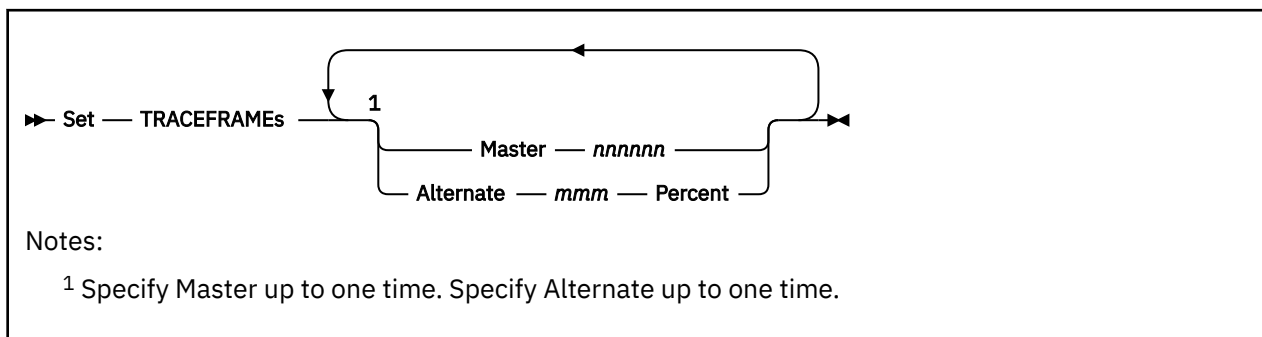 1
Set TRACEFRAMEs
Master nnnnnn
Alternate mmm Percent
Notes:
1 Specify Master up to one time. Specify Alternate up to one time.